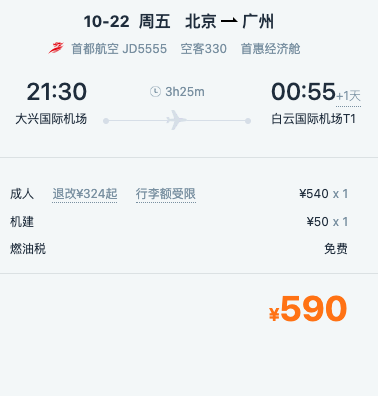 10-22 周五 北京 → 广州
首都航空 JD5555 空客330 首惠经济舱
21:30 3h25m 00:55+1天
大兴国际机场 白云国际机场T1
成人 退改¥324起 行李额受限 ¥540 x 1
机建 ¥50 x 1
燃油税 免费
¥590